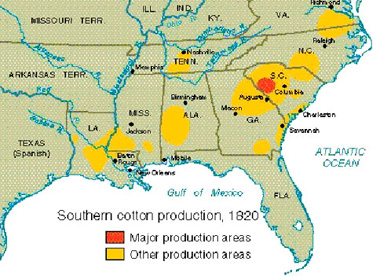 ILL.
IND.
KY.
VA.
Richmond
MISSOURI TERR.
Nashville
Raleigh
N.C.
TENN.
Memphis
ARKANSAS TERR.
S.C.
Columbia
Birmingham
Augusta
Charleston
Macon
MISS.
ALA.
GA.
Jackson
Savannah
LA.
TEXAS
(Spanish)
Baton
Rouge
Mobile
New Orleans
ATLANTIC
OCEAN
Gulf of Mexico
FLA.
Southern cotton production, 1820
Major production areas
Other production areas